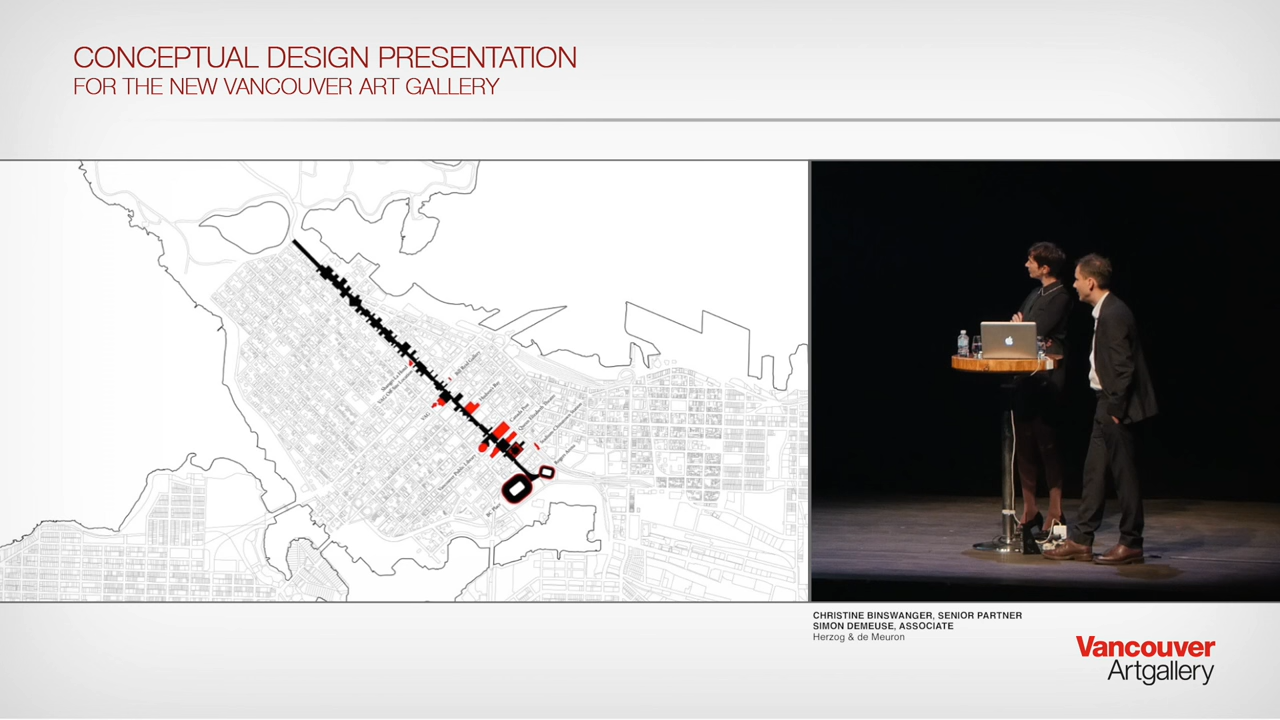 CONCEPTUAL DESIGN PRESENTATION
FOR THE NEW VANCOUVER ART GALLERY
CHRISTINE BINSWANGER, SENIOR PARTNER
SIMON DEMEUSE, ASSOCIATE
Herzog & de Meuron
Vancouver
Artgallery